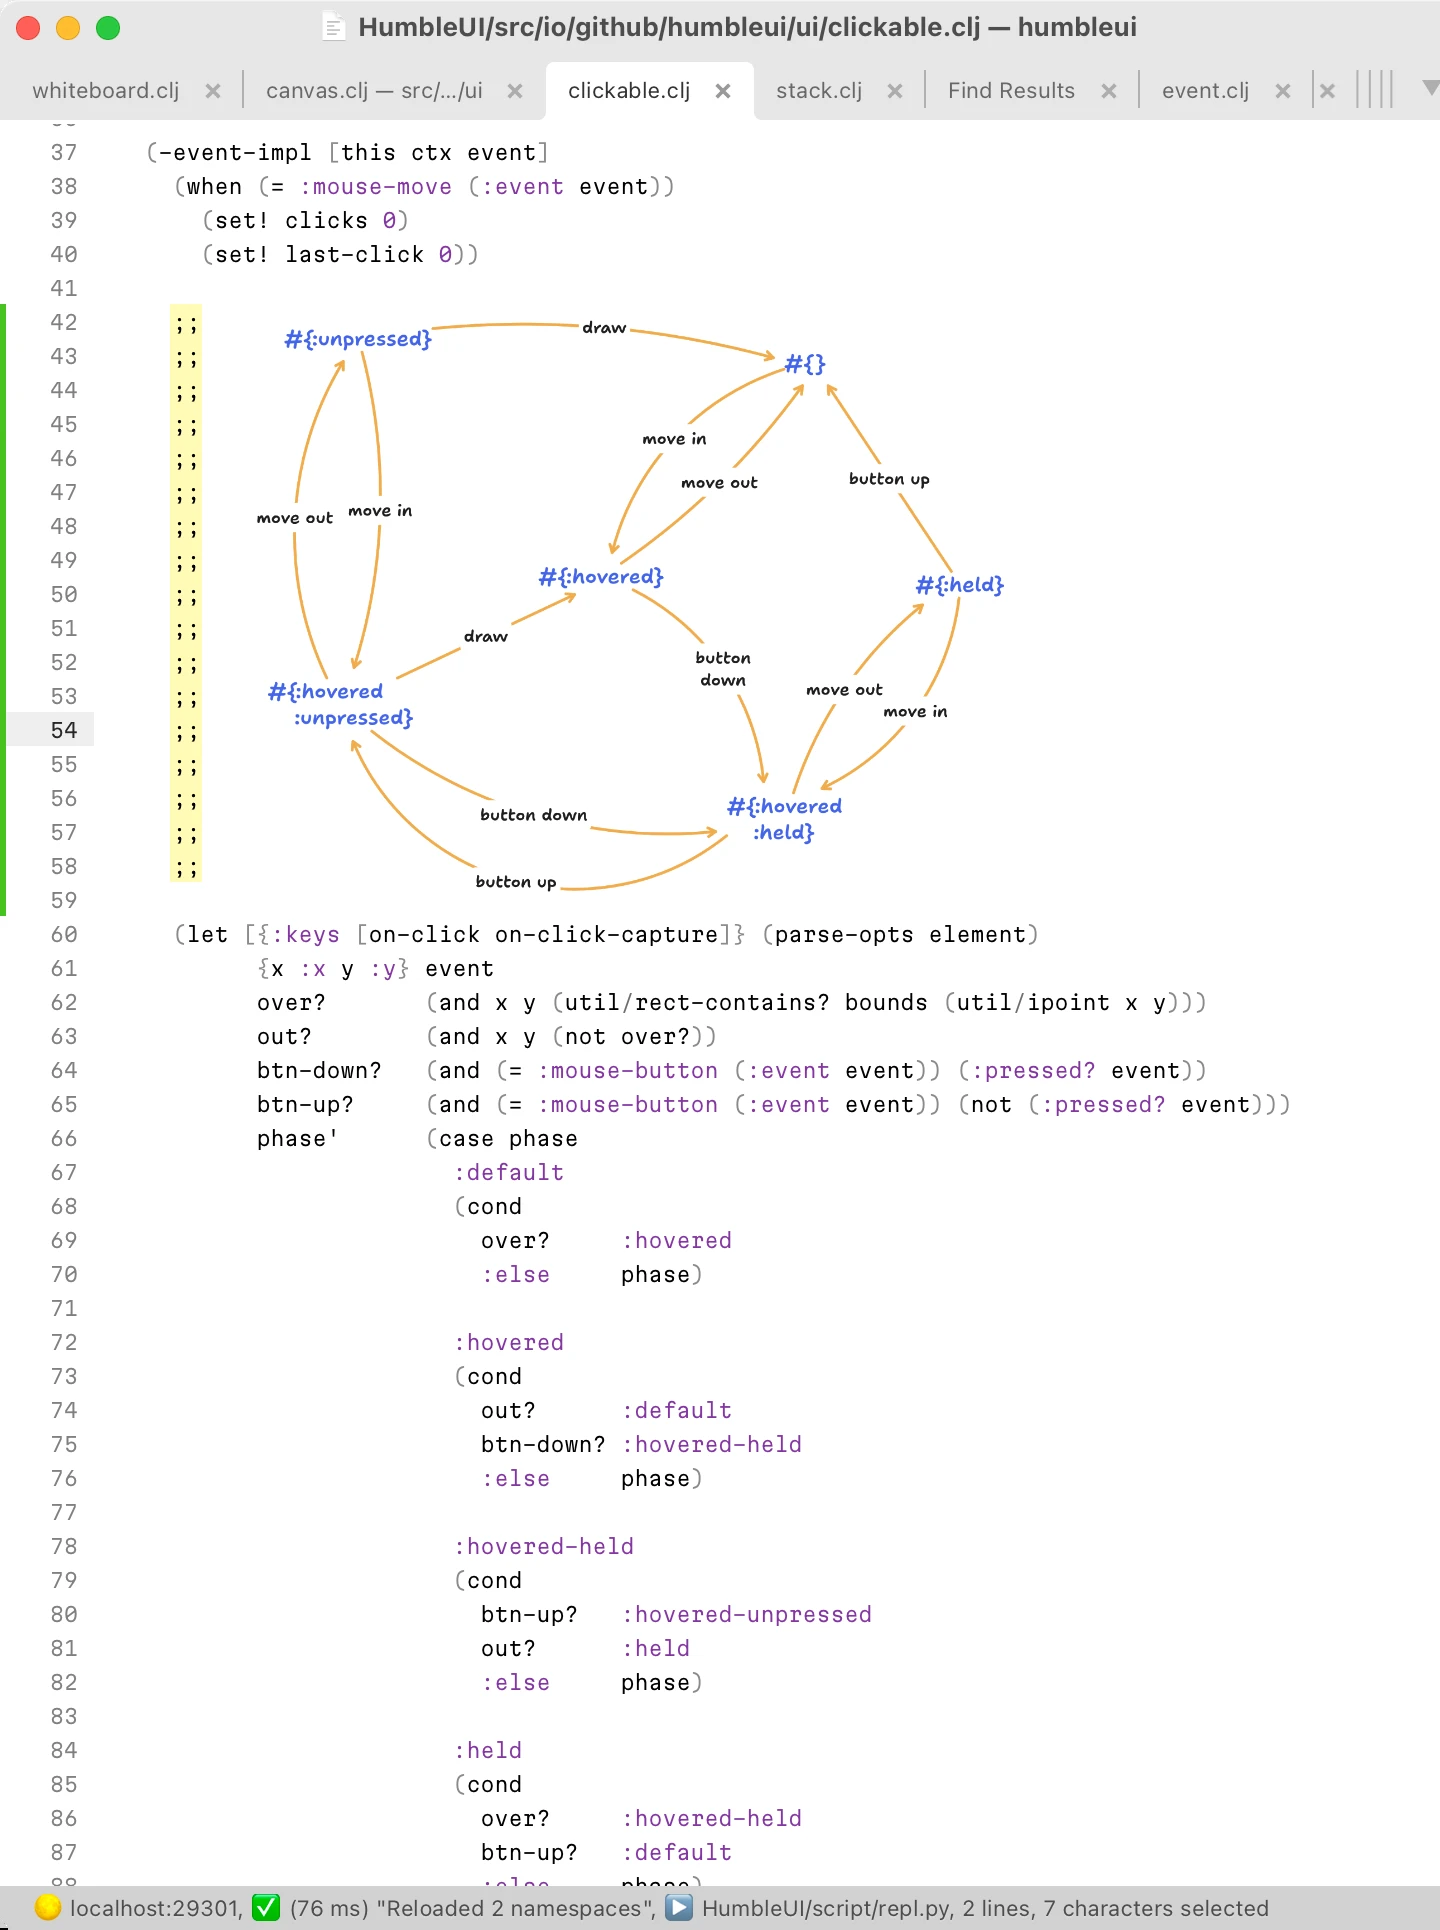 HumbleUI/src/io/github/humbleui/ui/clickable.clj — humbleui
whiteboard.clj × canvas.clj — src/.../ui × clickable.clj × stack.clj × Find Results × event.clj × ×
37 (-event-impl [this ctx event]
38 (when (= :mouse-move (:event event))
39 (set! clicks 0)
40 (set! last-click 0))
41
42 ;;
43 ;;
44 ;;
45 ;;
46 ;;
47 ;;
48 ;;
49 ;;
50 ;;
51 ;;
52 ;;
53 ;;
54 ;;
55 ;;
56 ;;
57 ;;
58 ;;
59
#{:unpressed}
draw
#{}
move in
move out
button up
move out
move in
#{:hovered}
#{:held}
draw
button
down
#{:hovered
:unpressed}
move out
move in
button down
#{:hovered
:held}
button up
60 (let [{:keys [on-click on-click-capture]} (parse-opts element)
61 {x :x y :y} event
62 over? (and x y (util/rect-contains? bounds (util/ipoint x y)))
63 out? (and x y (not over?))
64 btn-down? (and (= :mouse-button (:event event)) (:pressed? event))
65 btn-up? (and (= :mouse-button (:event event)) (not (:pressed? event)))
66 phase' (case phase
67 :default
68 (cond
69 over? :hovered
70 :else phase)
71
72 :hovered
73 (cond
74 out? :default
75 btn-down? :hovered-held
76 :else phase)
77
78 :hovered-held
79 (cond
80 btn-up? :hovered-unpressed
81 out? :held
82 :else phase)
83
84 :held
85 (cond
86 over? :hovered-held
87 btn-up? :default
88 :else phase)
localhost:29301, ✅ (76 ms) "Reloaded 2 namespaces", ▶️ HumbleUI/script/repl.py, 2 lines, 7 characters selected